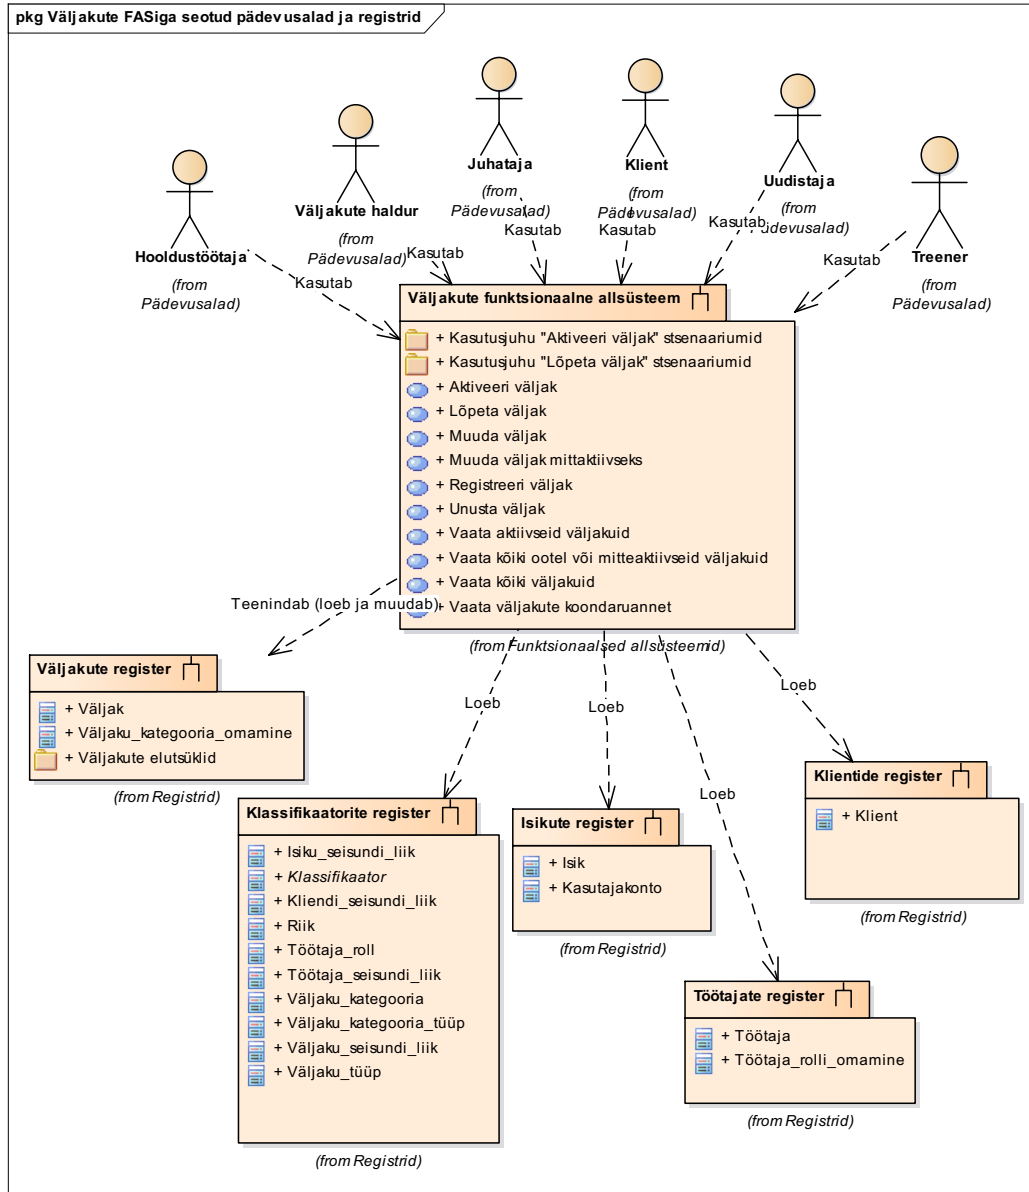 pkg Väljakute FASiga seotud pädevusalad ja registrid
Hooldustöötaja
(from
Pädevusalad)
Väljakute haldur
(from
Pädevusalad)
Juhataja
(from
Pädevusalad)
Klient
(from
Pädevusalad)
Uudistaja
(from
Pädevusalad)
Treener
(from
Pädevusalad)
Kasutab
Kasutab
Kasutab
Kasutab
Kasutab
Kasutab
Väljakute funktsionaalne allsüsteem
+ Kasutusjuhu "Aktiveeri väljak" stsenaariumid
+ Kasutusjuhu "Lõpeta väljak" stsenaariumid
+ Aktiveeri väljak
+ Lõpeta väljak
+ Muuda väljak
+ Muuda väljak mittaktiivseks
+ Registreeri väljak
+ Unusta väljak
+ Vaata aktiivseid väljakuid
+ Vaata kõiki ootel või mitteaktiivseid väljakuid
+ Vaata kõiki väljakuid
+ Vaata väljakute koondaruannet
(from Funktsionaalsed allsüsteemid)
Teenindab (loeb ja muudab)
Loeb
Loeb
Loeb
Loeb
Väljakute register
+ Väljak
+ Väljaku_kategooria_omamine
+ Väljakute elutsüklid
(from Registrid)
Klassifikaatorite register
+ Isiku_seisundi_liik
+ Klassifikaator
+ Kliendi_seisundi_liik
+ Riik
+ Töötaja_roll
+ Töötaja_seisundi_liik
+ Väljaku_kategooria
+ Väljaku_kategooria_tüüp
+ Väljaku_seisundi_liik
+ Väljaku_tüüp
(from Registrid)
Isikute register
+ Isik
+ Kasutajakonto
(from Registrid)
Töötajate register
+ Töötaja
+ Töötaja_rolli_omamine
(from Registrid)
Klientide register
+ Klient
(from Registrid)